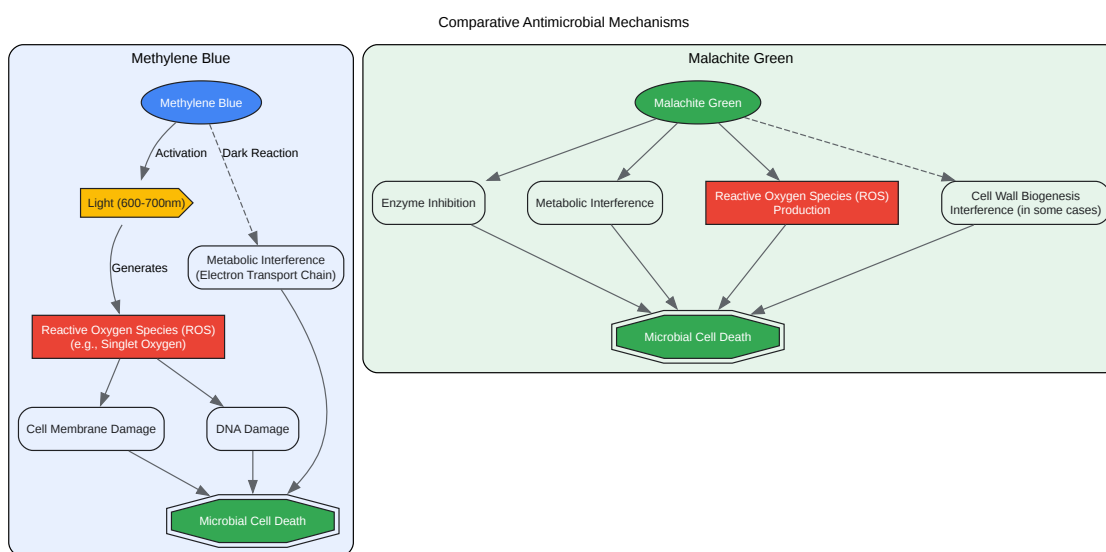 Comparative Antimicrobial Mechanisms
Methylene Blue
Methylene Blue
Activation
Dark Reaction
Light (600-700nm)
Metabolic Interference
(Electron Transport Chain)
Generates
Reactive Oxygen Species (ROS)
(e.g., Singlet Oxygen)
Cell Membrane Damage
DNA Damage
Microbial Cell Death
Malachite Green
Malachite Green
Enzyme Inhibition
Metabolic Interference
Reactive Oxygen Species (ROS)
Production
Cell Wall Biogenesis
Interference (in some cases)
Microbial Cell Death